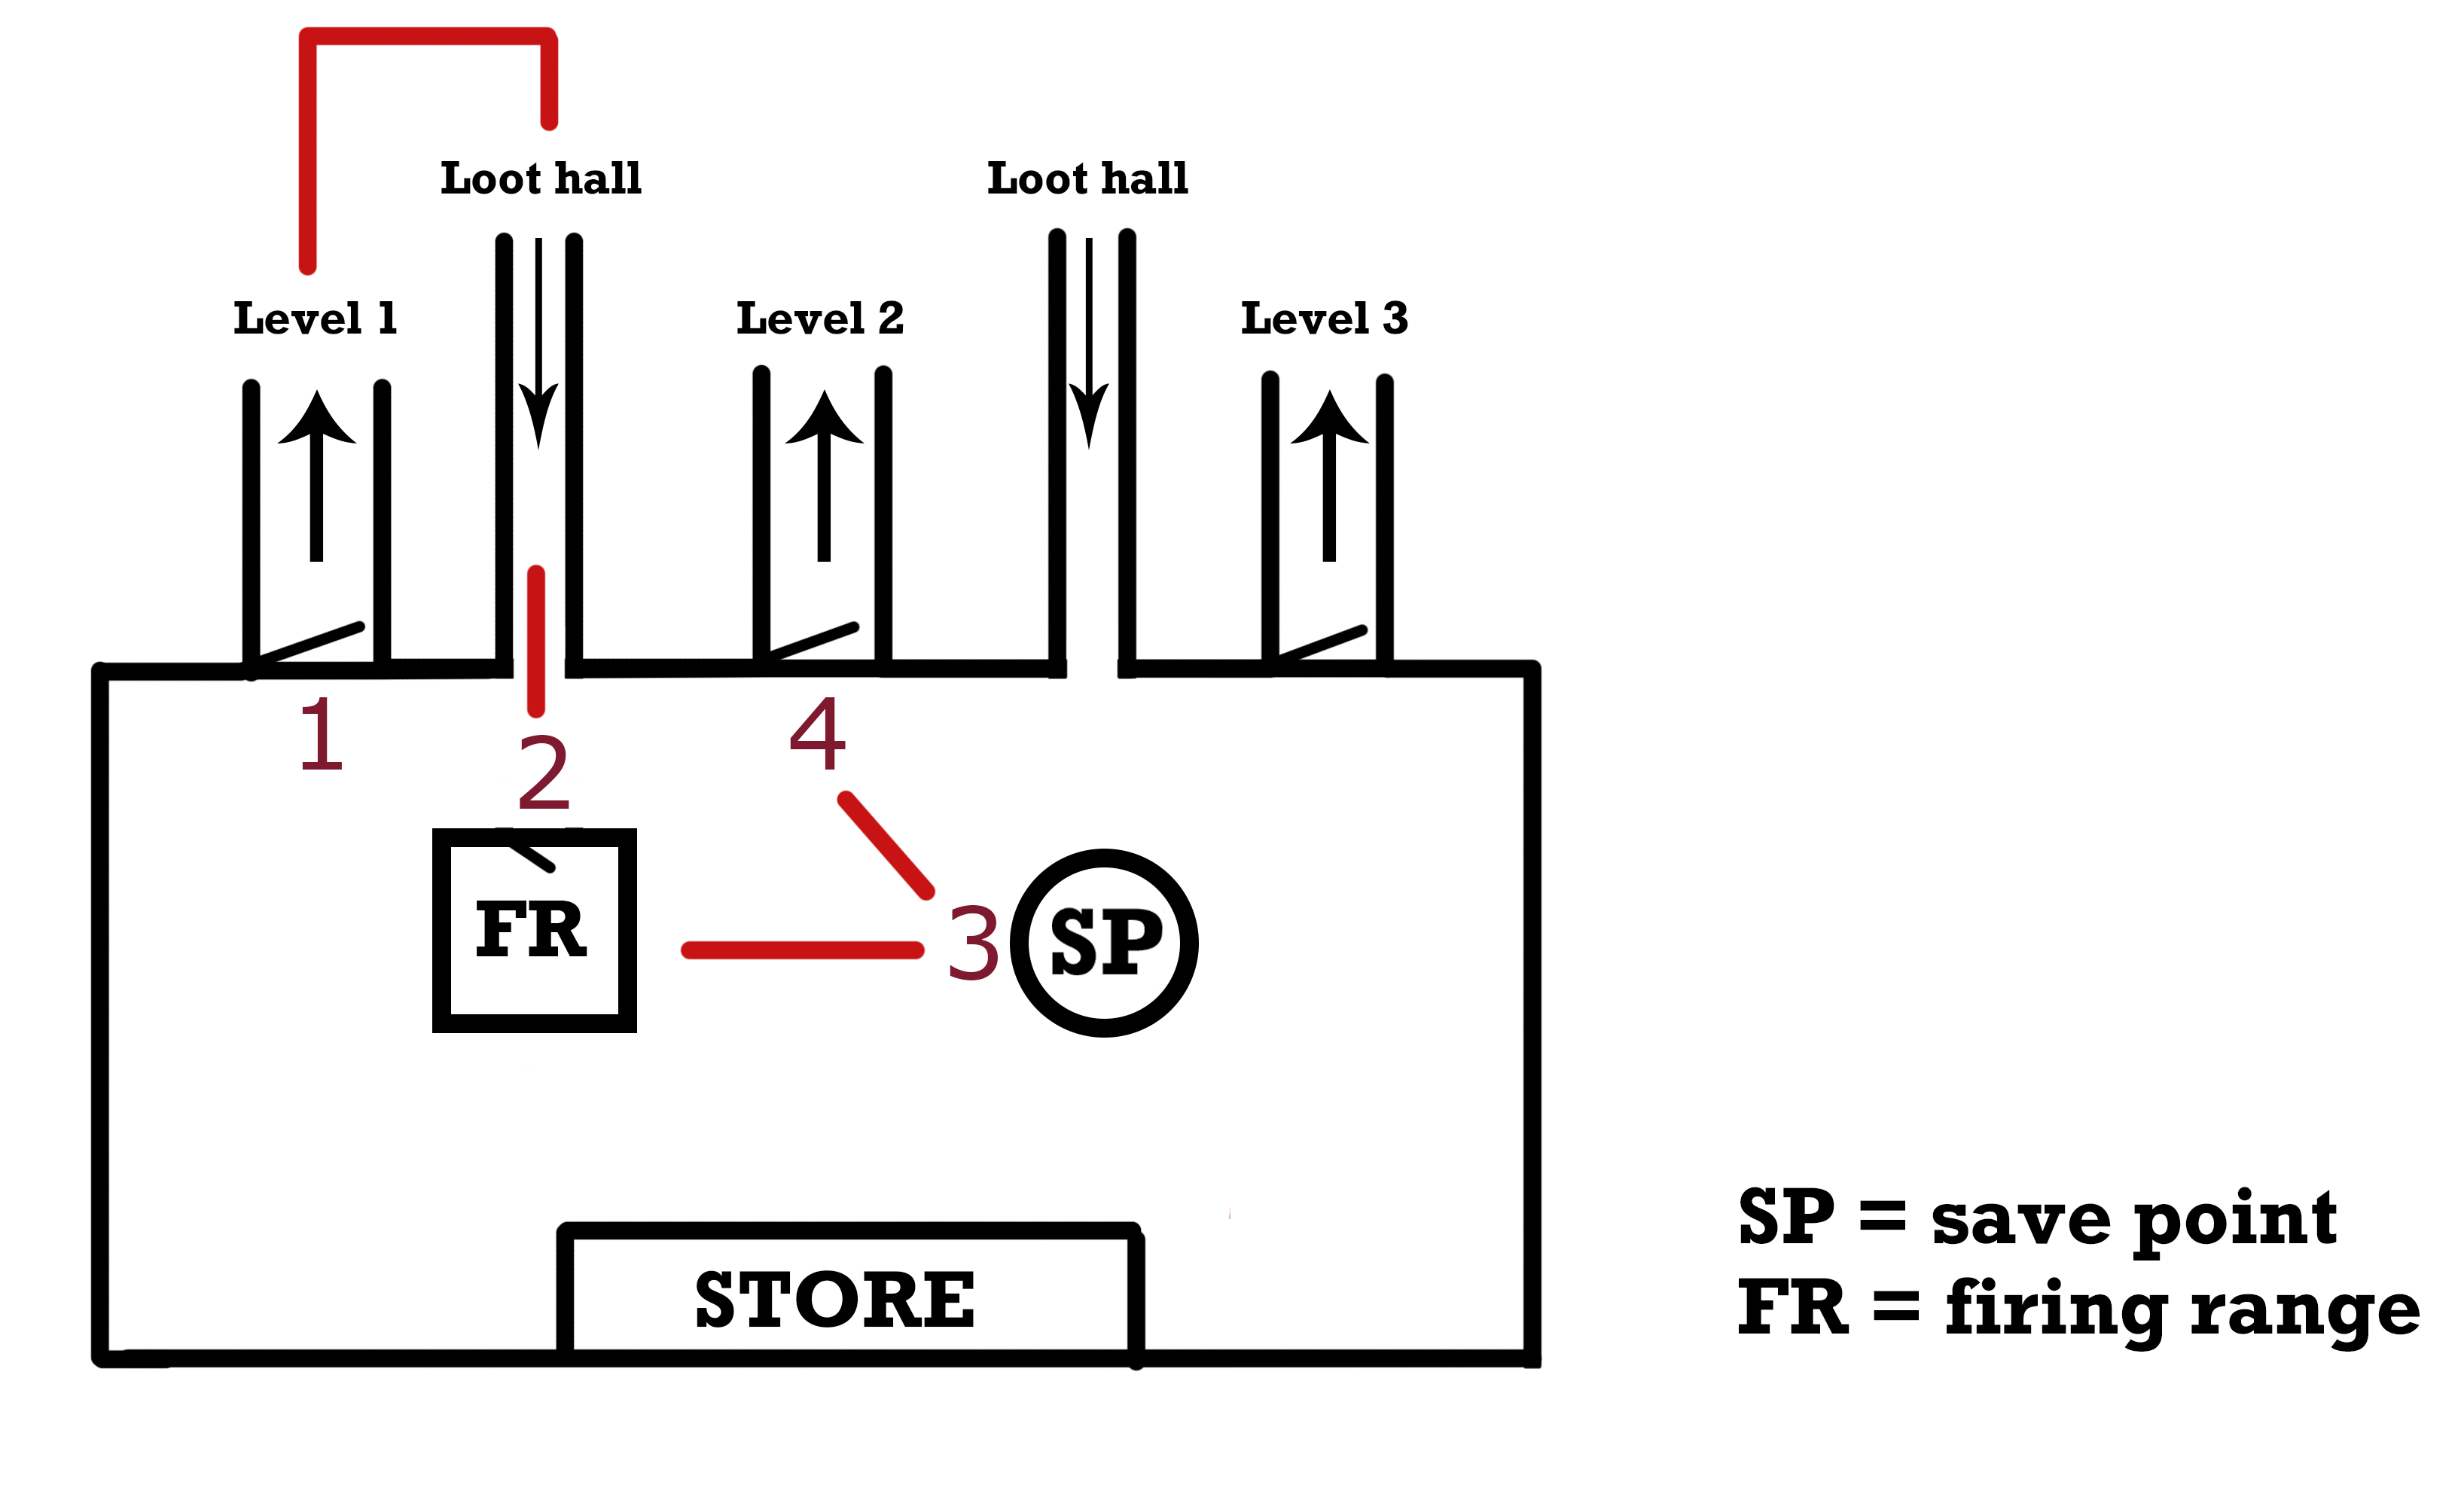 Loot hall
Loot hall
Level 1
Level 2
Level 3
1
4
2
FR
3
SP
STORE
SP = save point
FR = firing range